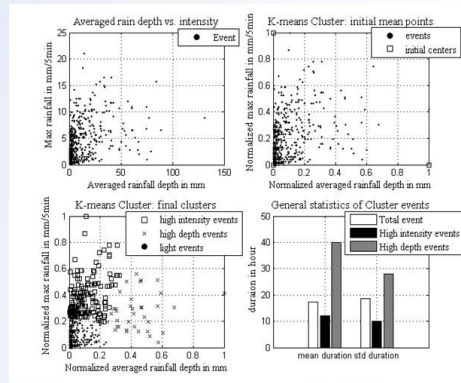 Averaged rain depth vs. intensity
25
20
15
10
5
0
0 50 100 150
Max rainfall in mm/5min
Averaged rainfall depth in mm
Event
K-means Cluster: initial mean points
1
0.8
0.6
0.4
0.2
0
0 0.2 0.4 0.6 0.8 1
Normalized max rainfall in mm/5min
Normalized averaged rainfall depth in mm
events
initial centers
K-means Cluster: final clusters
1
0.8
0.6
0.4
0.2
0
0 0.2 0.4 0.6 0.8 1
Normalized max rainfall in mm/5min
Normalized averaged rainfall depth in mm
high intensity events
high depth events
light events
General statistics of Cluster events
50
40
30
20
10
0
duraion in hour
mean duration std duration
Total event
High intensity events
High depth events